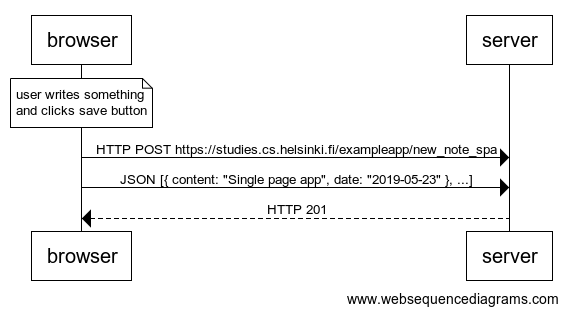 browser
server
user writes something
and clicks save button
HTTP POST https://studies.cs.helsinki.fi/exampleapp/new_note_spa
JSON [{ content: "Single page app", date: "2019-05-23" }, ...]
HTTP 201
browser
server
www.websequencediagrams.com